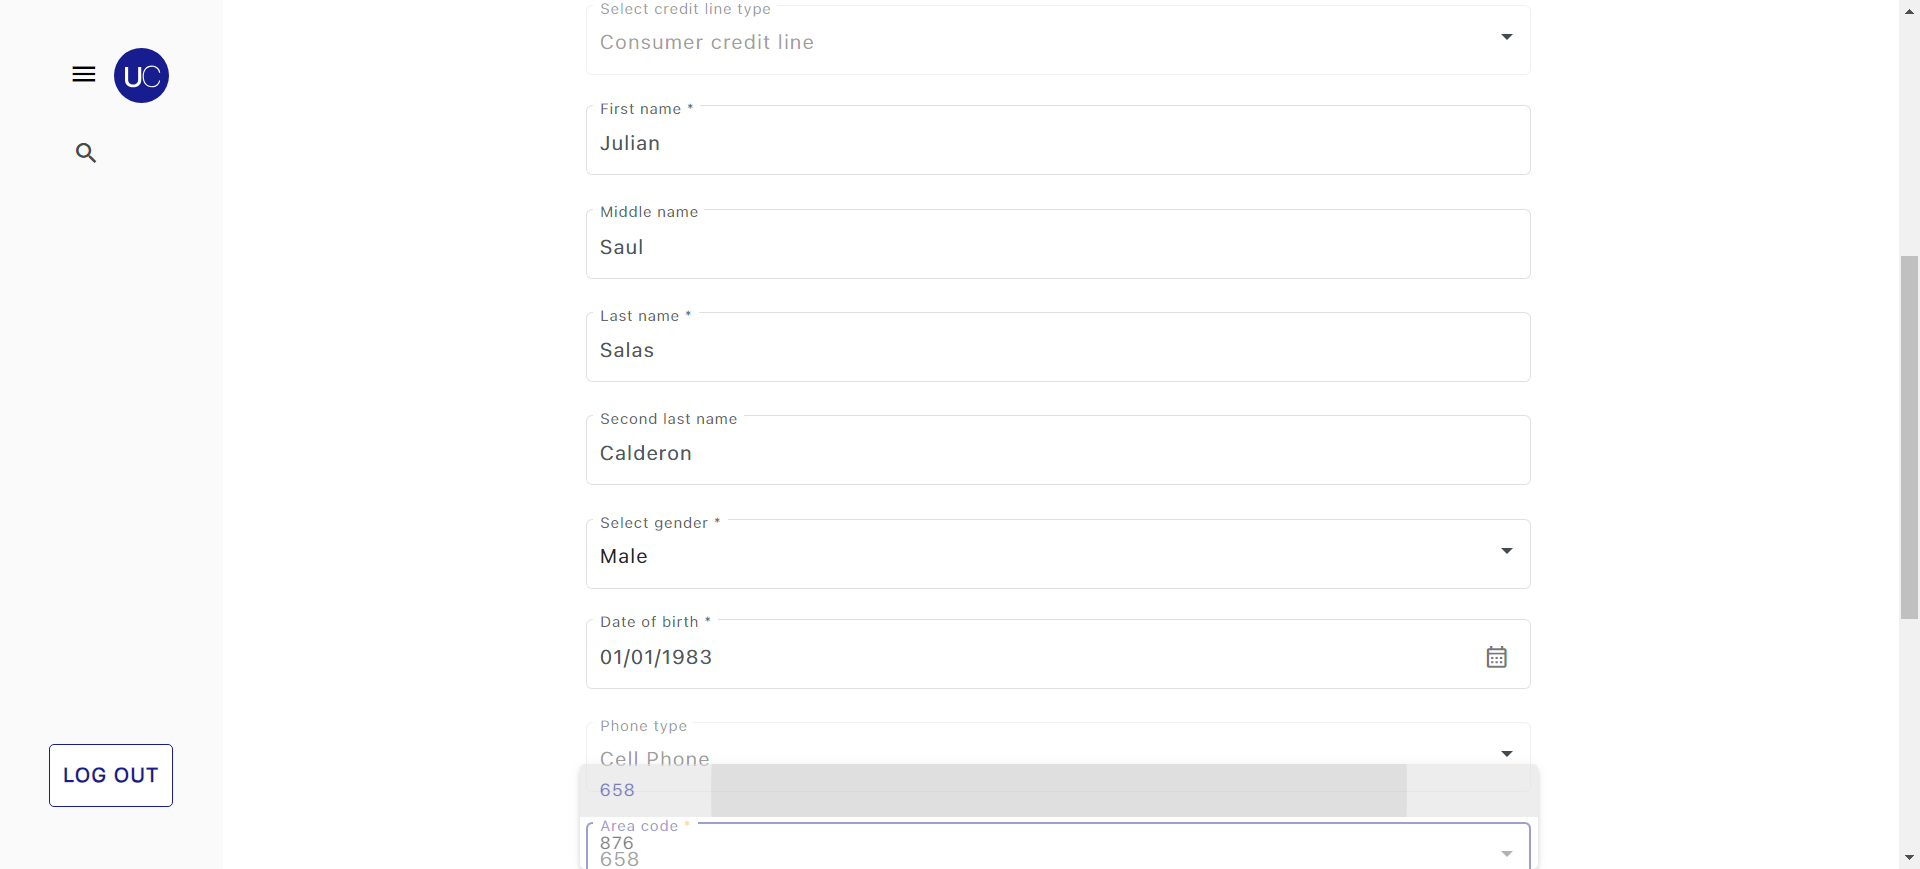 Select credit line type
Consumer credit line
UC
First name *
Julian
Middle name
Saul
Last name *
Salas
Second last name
Calderon
Select gender *
Male
Date of birth *
01/01/1983
Phone type
Cell Phone
658
Area code *
876
658
LOG OUT